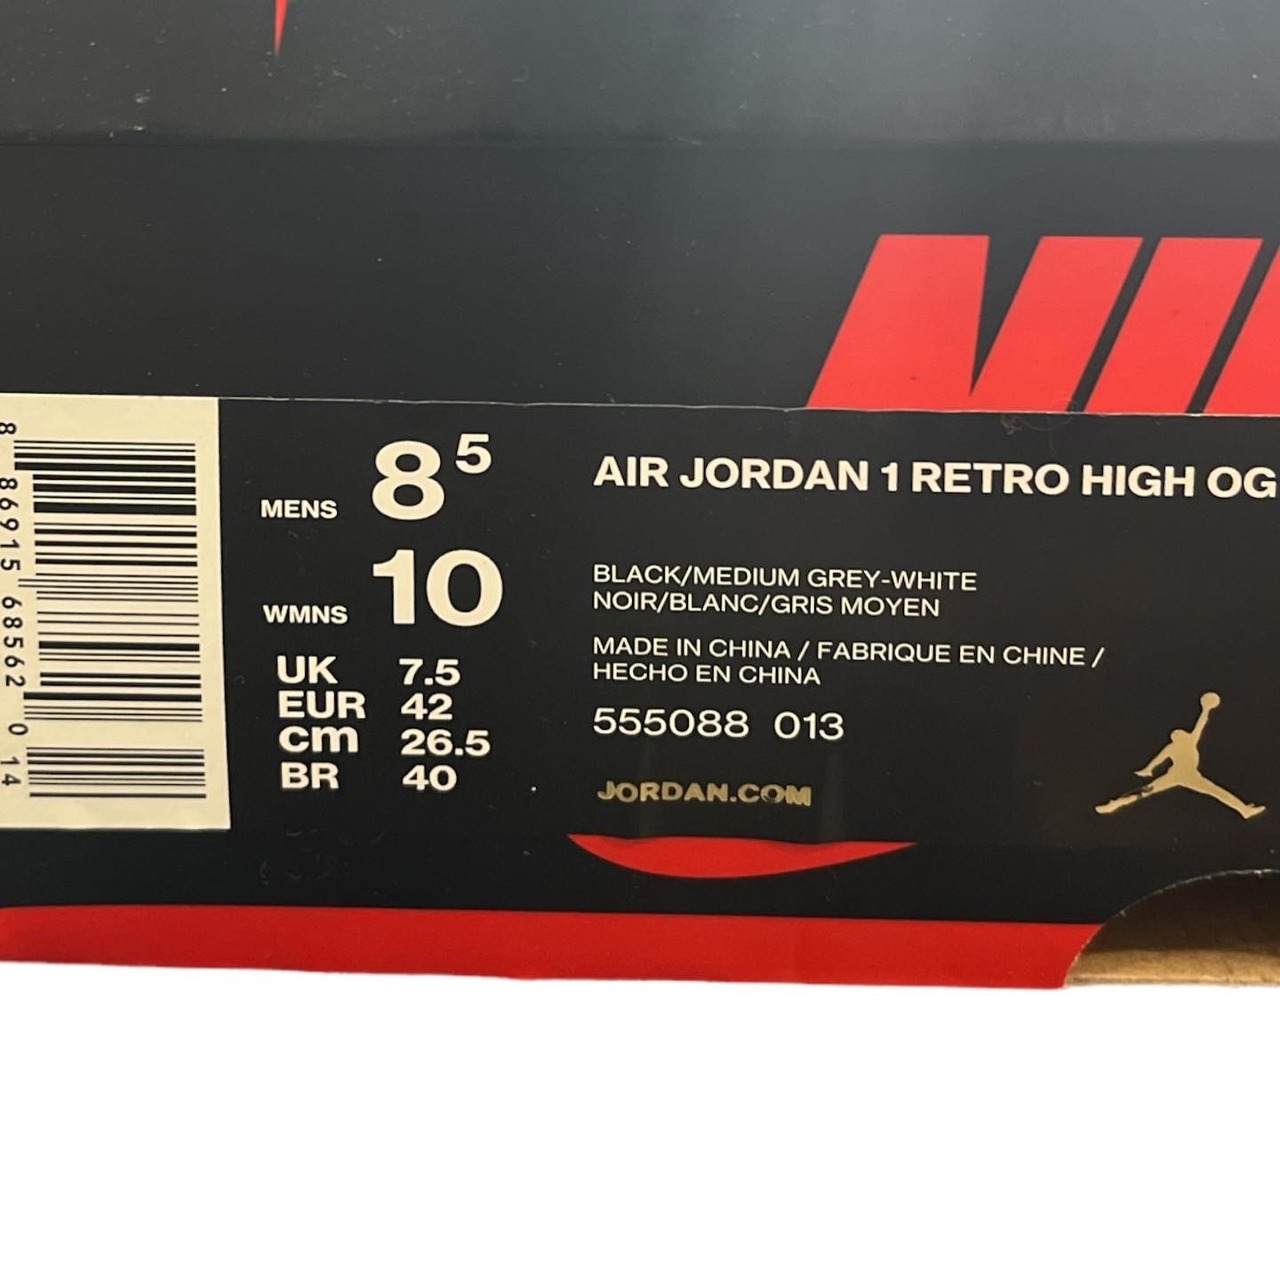 MENS 8 5
WMNS 10
UK 7.5
EUR 42
cm 26.5
BR 40
AIR JORDAN 1 RETRO HIGH OG
BLACK/MEDIUM GREY-WHITE
NOIR/BLANC/GRIS MOYEN
MADE IN CHINA / FABRIQUE EN CHINE /
HECHO EN CHINA
555088 013
JORDAN.COM
8 86915 68562 0 14